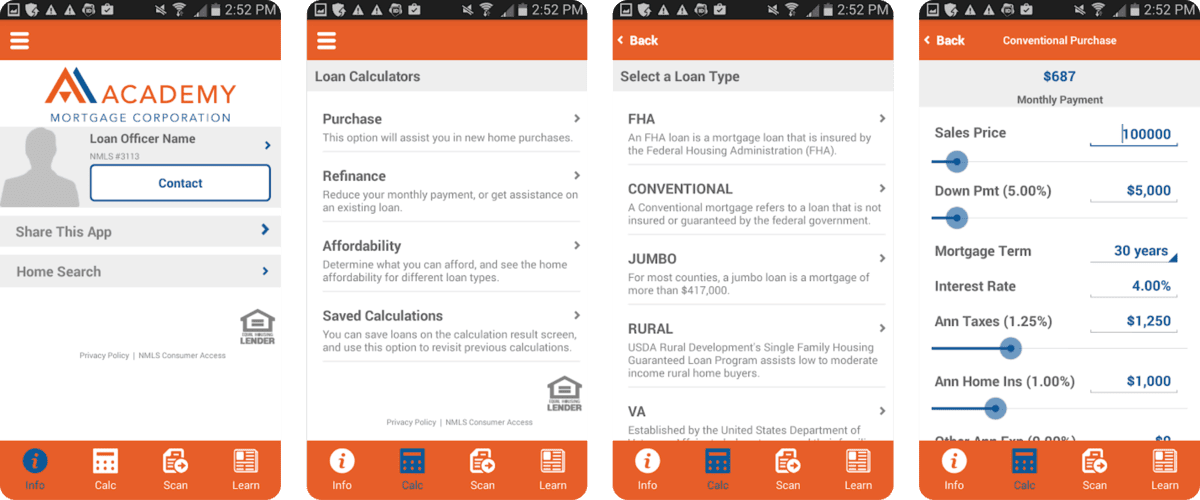 2:52 PM
ACADEMY
MORTGAGE CORPORATION
Loan Officer Name
NMLS #3113
Contact
Share This App
Home Search
EQUAL HOUSING
LENDER
Privacy Policy | NMLS Consumer Access
Info
Calc
Scan
Learn
2:52 PM
Loan Calculators
Purchase
This option will assist you in new home purchases.
Refinance
Reduce your monthly payment, or get assistance on
an existing loan.
Affordability
Determine what you can afford, and see the home
affordability for different loan types.
Saved Calculations
You can save loans on the calculation result screen,
and use this option to revisit previous calculations.
EQUAL HOUSING
LENDER
Privacy Policy | NMLS Consumer Access
Info
Calc
Scan
Learn
2:52 PM
Back
Select a Loan Type
FHA
An FHA loan is a mortgage loan that is insured by
the Federal Housing Administration (FHA).
CONVENTIONAL
A Conventional mortgage refers to a loan that is not
insured or guaranteed by the federal government.
JUMBO
For most counties, a jumbo loan is a mortgage of
more than $417,000.
RURAL
USDA Rural Development's Single Family Housing
Guaranteed Loan Program assists low to moderate
income rural home buyers.
VA
Established by the United States Department of
Info
Calc
Scan
Learn
2:52 PM
Back
Conventional Purchase
$687
Monthly Payment
Sales Price 100000
Down Pmt (5.00%) $5,000
Mortgage Term 30 years
Interest Rate 4.00%
Ann Taxes (1.25%) $1,250
Ann Home Ins (1.00%) $1,000
Other Ann Exp (0.00%) $0
Info
Calc
Scan
Learn